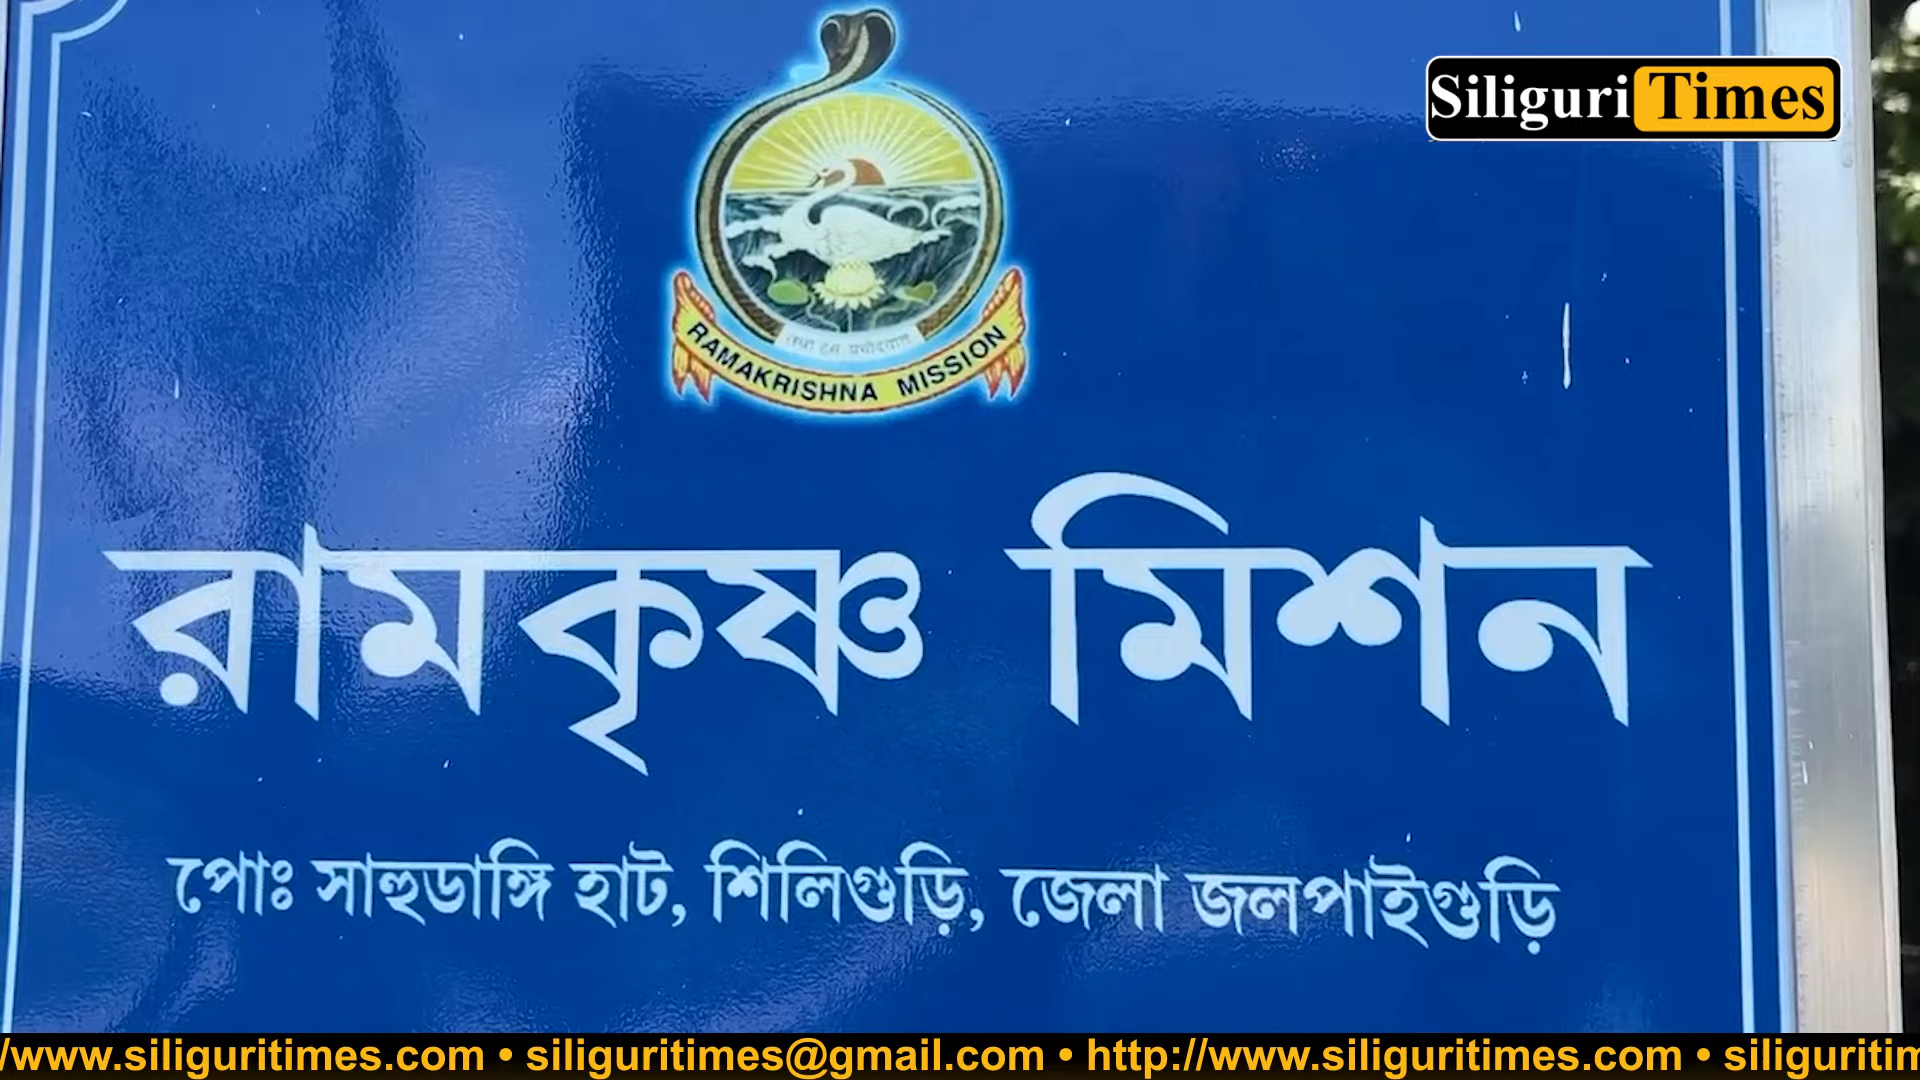 Siliguri Times
RAMAKRISHNA MISSION
রামকৃষ্ণ মিশন
পোঃ সাহুডাঙ্গি হাট, শিলিগুড়ি, জেলা জলপাইগুড়ি
/www.siliguritimes.com • siliguritimes@gmail.com • http://www.siliguritimes.com • siliguritim